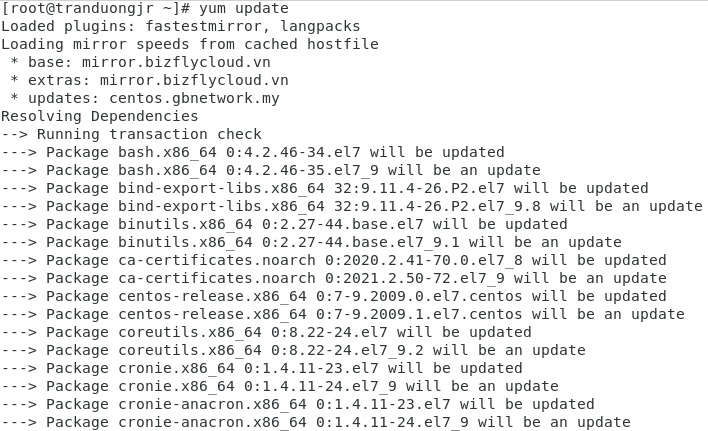 [root@tranduongjr ~]# yum update
Loaded plugins: fastestmirror, langpacks
Loading mirror speeds from cached hostfile
 * base: mirror.bizflycloud.vn
 * extras: mirror.bizflycloud.vn
 * updates: centos.gbnetwork.my
Resolving Dependencies
--> Running transaction check
---> Package bash.x86_64 0:4.2.46-34.el7 will be updated
---> Package bash.x86_64 0:4.2.46-35.el7_9 will be an update
---> Package bind-export-libs.x86_64 32:9.11.4-26.P2.el7 will be updated
---> Package bind-export-libs.x86_64 32:9.11.4-26.P2.el7_9.8 will be an update
---> Package binutils.x86_64 0:2.27-44.base.el7 will be updated
---> Package binutils.x86_64 0:2.27-44.base.el7_9.1 will be an update
---> Package ca-certificates.noarch 0:2020.2.41-70.0.el7_8 will be updated
---> Package ca-certificates.noarch 0:2021.2.50-72.el7_9 will be an update
---> Package centos-release.x86_64 0:7-9.2009.0.el7.centos will be updated
---> Package centos-release.x86_64 0:7-9.2009.1.el7.centos will be an update
---> Package coreutils.x86_64 0:8.22-24.el7 will be updated
---> Package coreutils.x86_64 0:8.22-24.el7_9.2 will be an update
---> Package cronie.x86_64 0:1.4.11-23.el7 will be updated
---> Package cronie.x86_64 0:1.4.11-24.el7_9 will be an update
---> Package cronie-anacron.x86_64 0:1.4.11-23.el7 will be updated
---> Package cronie-anacron.x86_64 0:1.4.11-24.el7_9 will be an update